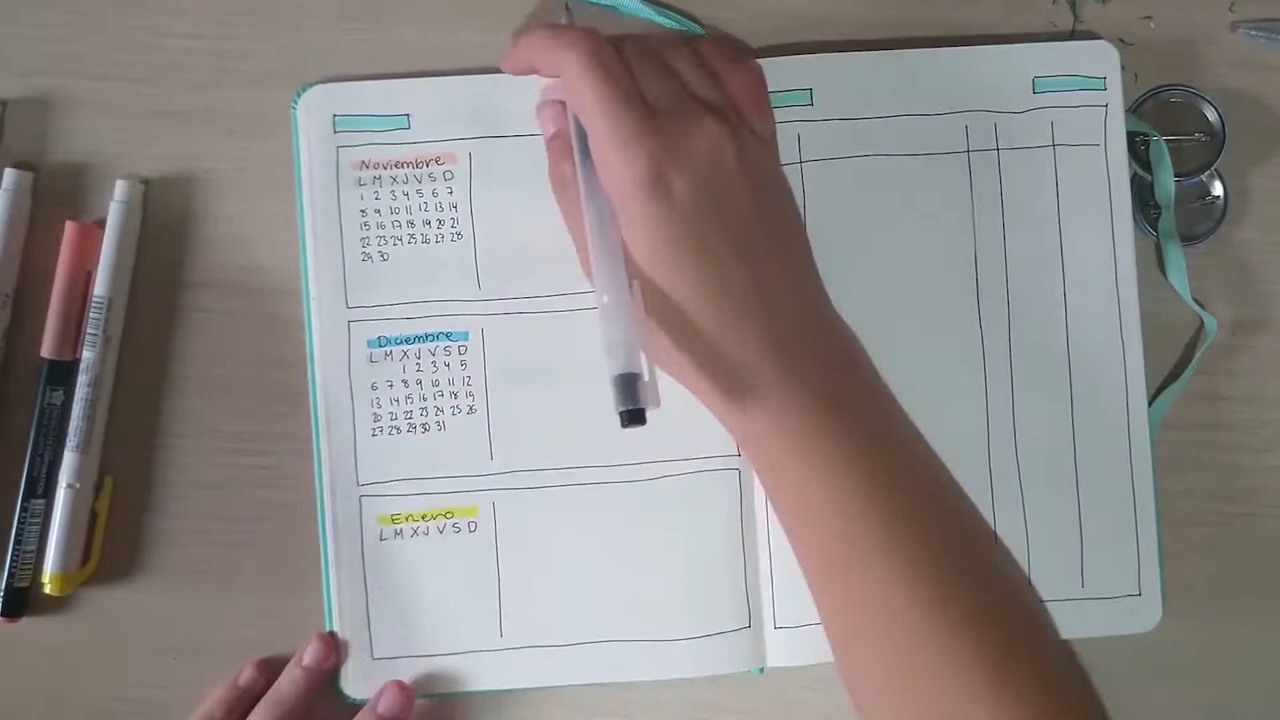 Noviembre
L M X J V S D
1 2 3 4 5 6 7
8 9 10 11 12 13 14
15 16 17 18 19 20 21
22 23 24 25 26 27 28
29 30
Diciembre
L M X J V S D
1 2 3 4 5
6 7 8 9 10 11 12
13 14 15 16 17 18 19
20 21 22 23 24 25 26
27 28 29 30 31
Enero
L M X J V S D